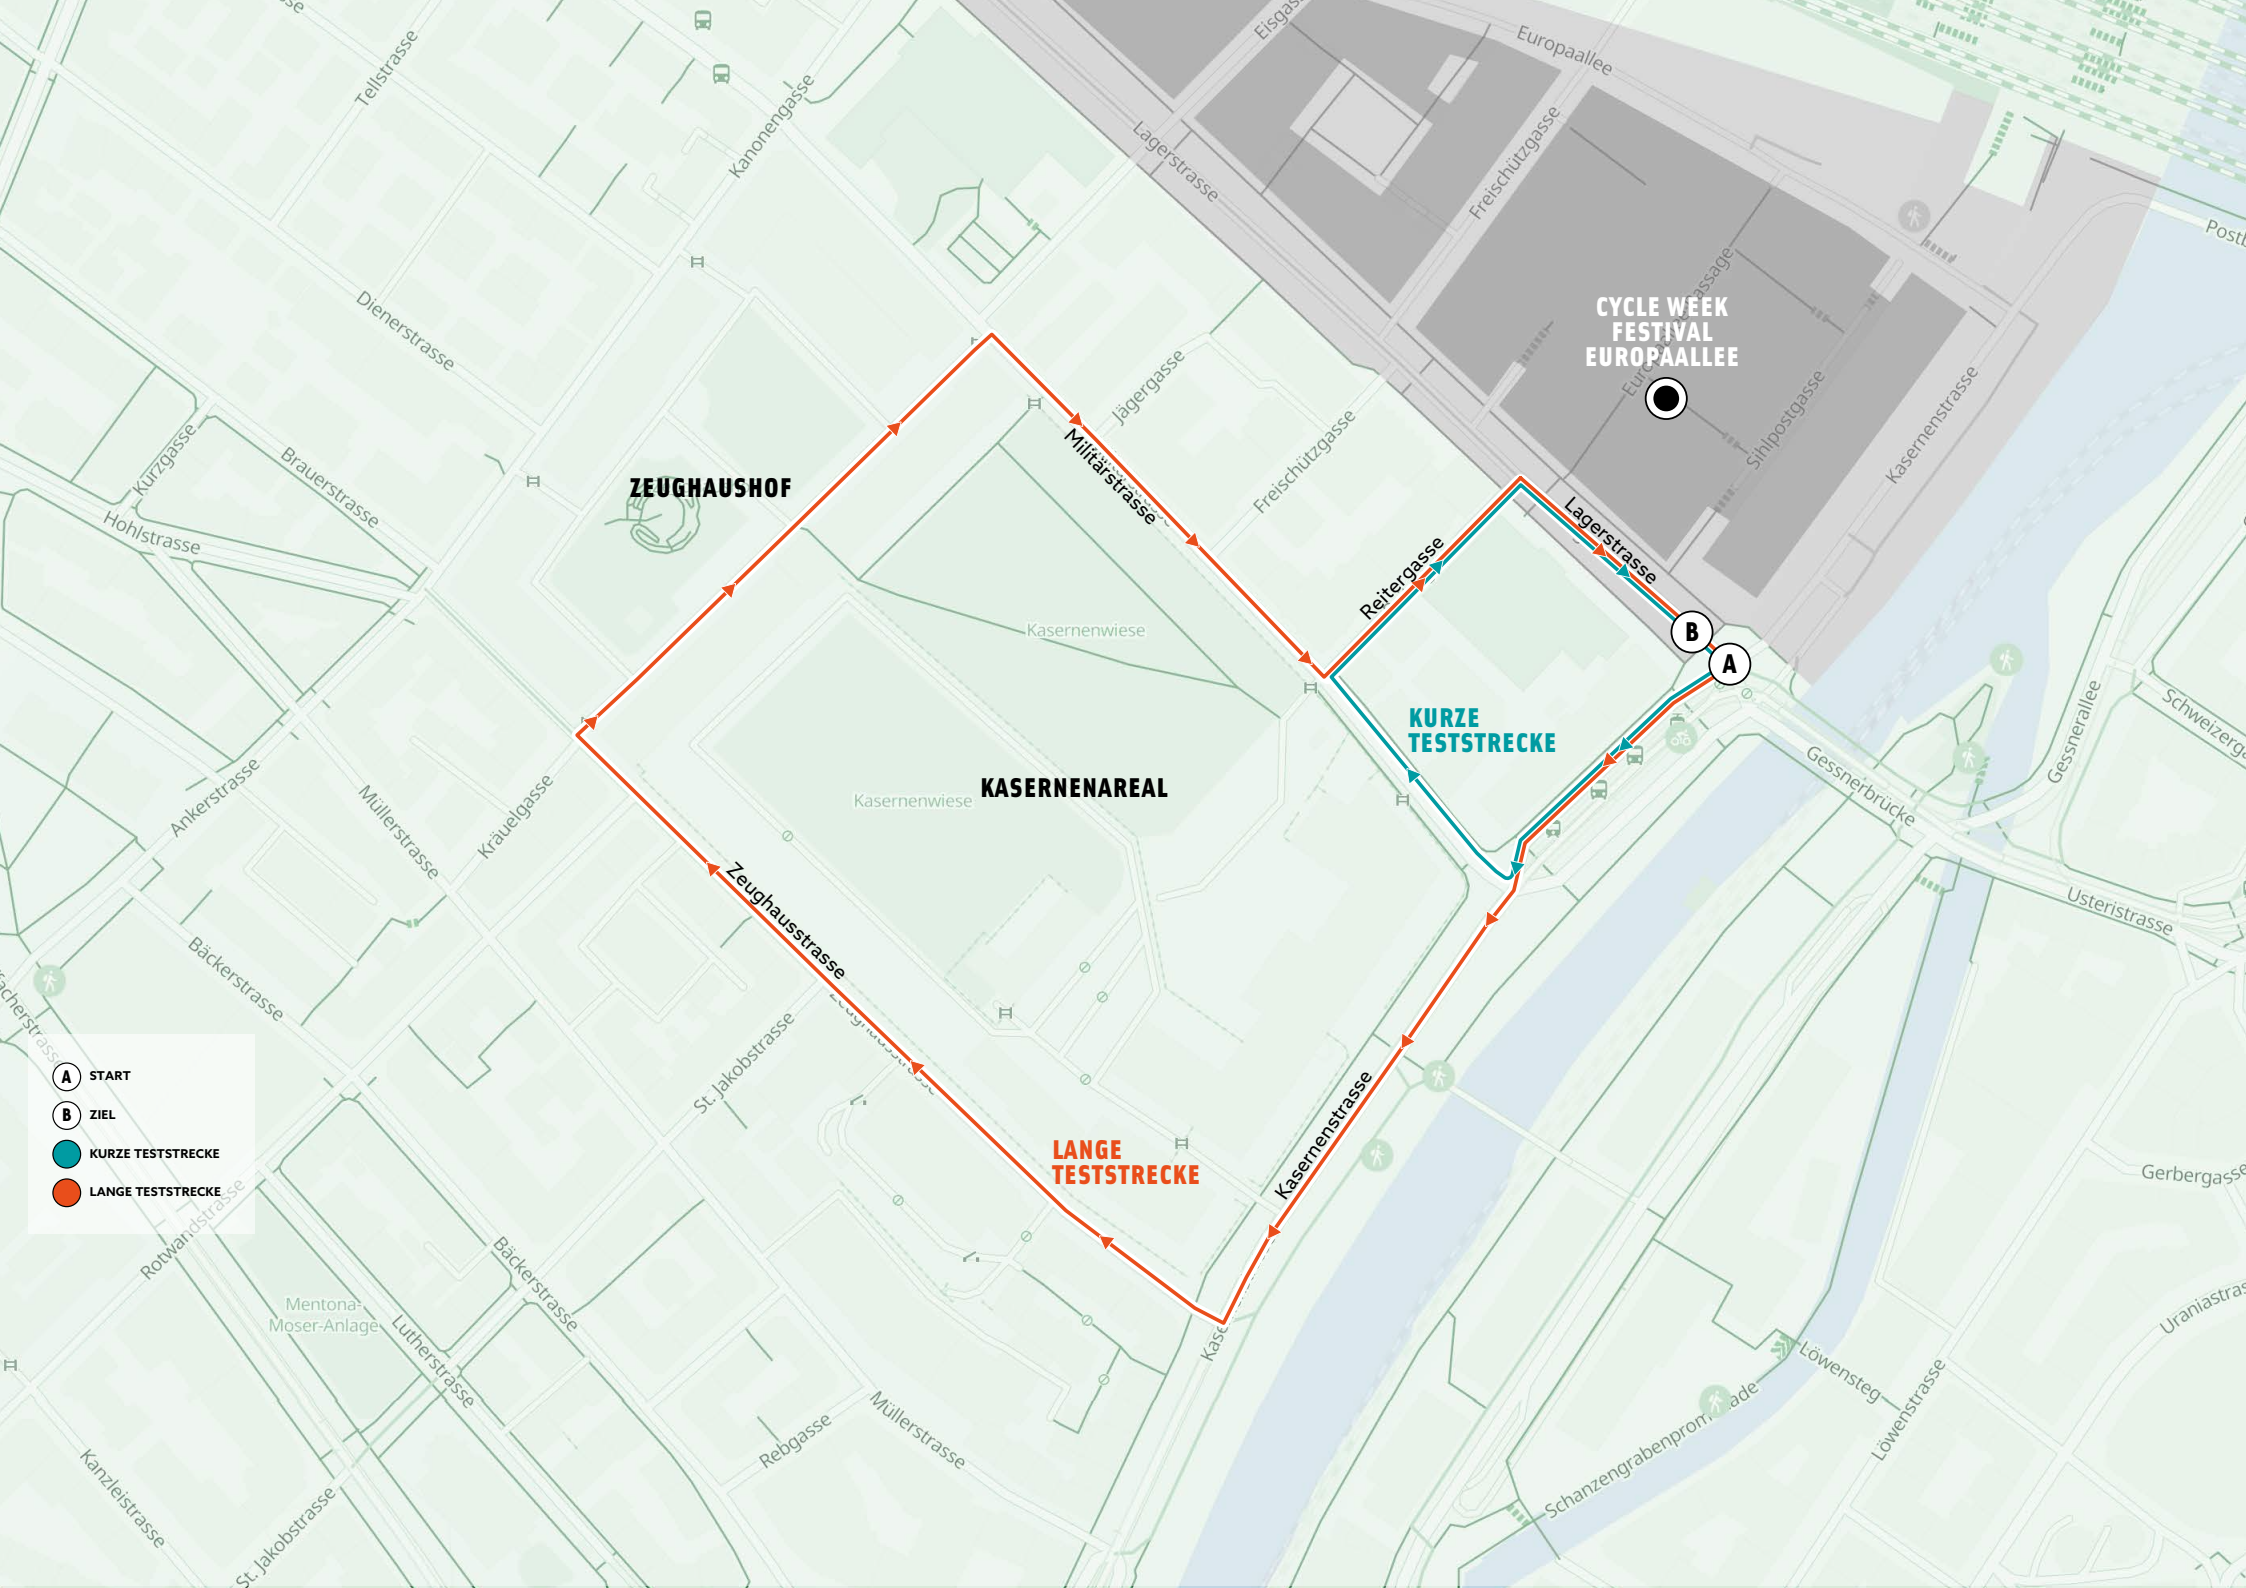 Tellstrasse
Kanonengasse
Lagerstrasse
Europaallee
Freischützgasse
CYCLE WEEK
FESTIVAL
EUROPAALLEE
Sihlpostgasse
Kasernenstrasse
Dienerstrasse
Kurzgasse
Brauerstrasse
Hohlstrasse
ZEUGHAUSHOF
Jägergasse
Militärstrasse
Freischützgasse
Reitergasse
Lagerstrasse
B
A
Kasernenwiese
KURZE
TESTSTRECKE
Kasernenwiese
KASERNENAREAL
Gessnerallee
Gessnerbrücke
Usteristrasse
Ankerstrasse
Müllerstrasse
Kräuelgasse
Zeughausstrasse
Bäckerstrasse
St. Jakobstrasse
LANGE
TESTSTRECKE
Kasernenstrasse
Gerbergasse
A START
B ZIEL
KURZE TESTSTRECKE
LANGE TESTSTRECKE
Rotwandstrasse
Mentona-
Moser-Anlage
Lutherstrasse
Bäckerstrasse
Müllerstrasse
Rebgasse
Kanzleistrasse
St. Jakobstrasse
Löwensteg
Löwenstrasse